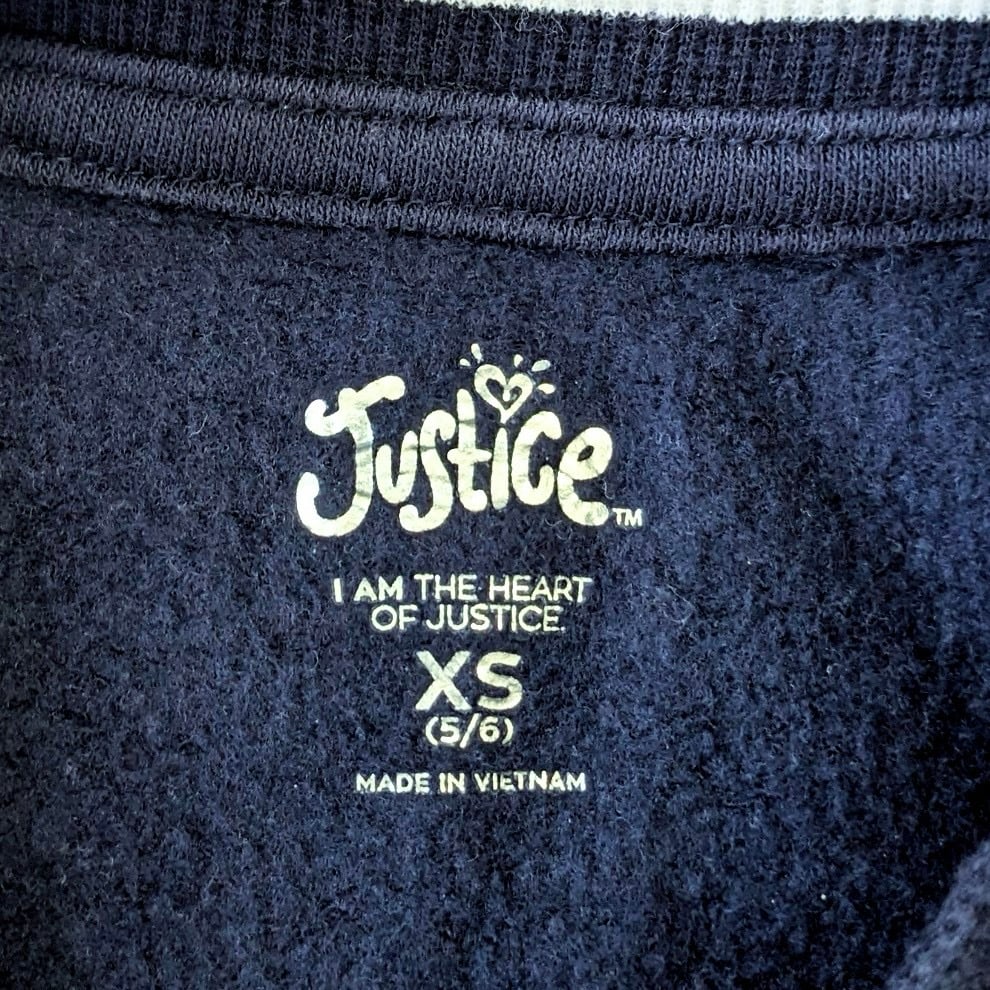 Justice™
I AM THE HEART
OF JUSTICE.
XS
(5/6)
MADE IN VIETNAM